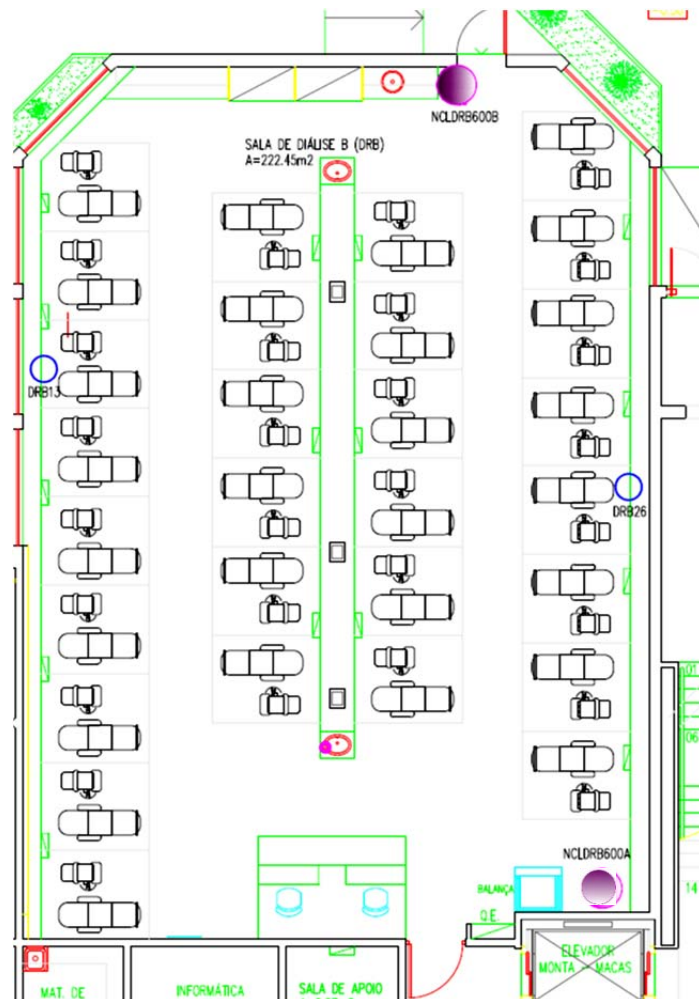 NCLDRB600B
SALA DE DIÁLISE B (DRB)
A=222.45m2
DRB13
DRB26
NCLDRB600A
BALANÇA
Q.E.
14
ELEVADOR
MONTA - MACAS
MAT. DE
INFORMÁTICA
SALA DE APOIO